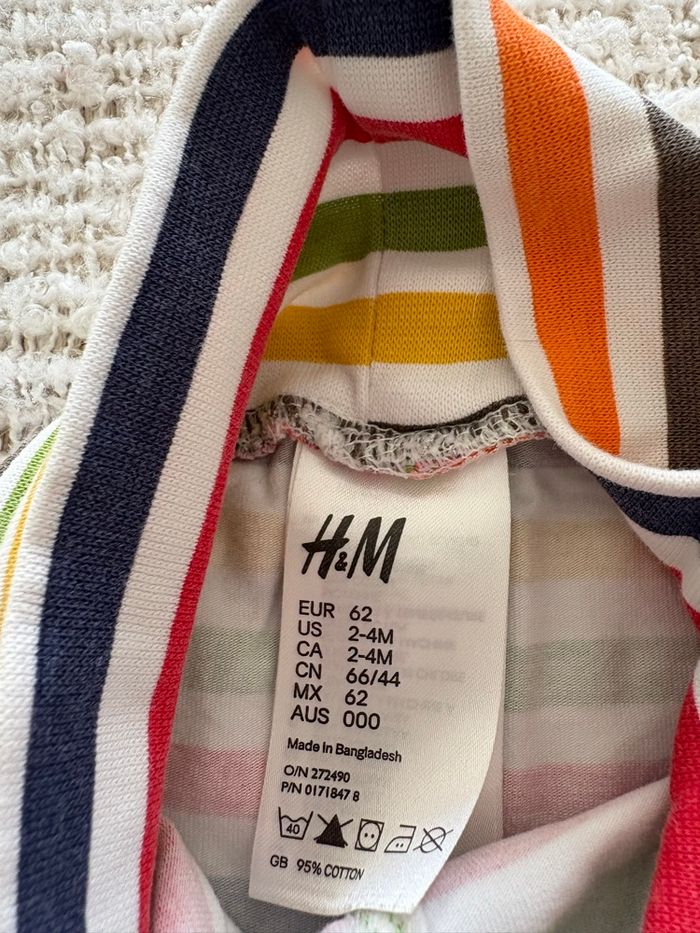 H&M
EUR 62
US 2-4M
CA 2-4M
CN 66/44
MX 62
AUS 000
Made in Bangladesh
O/N 272490
P/N 0171847 8
40
GB 95% COTTON